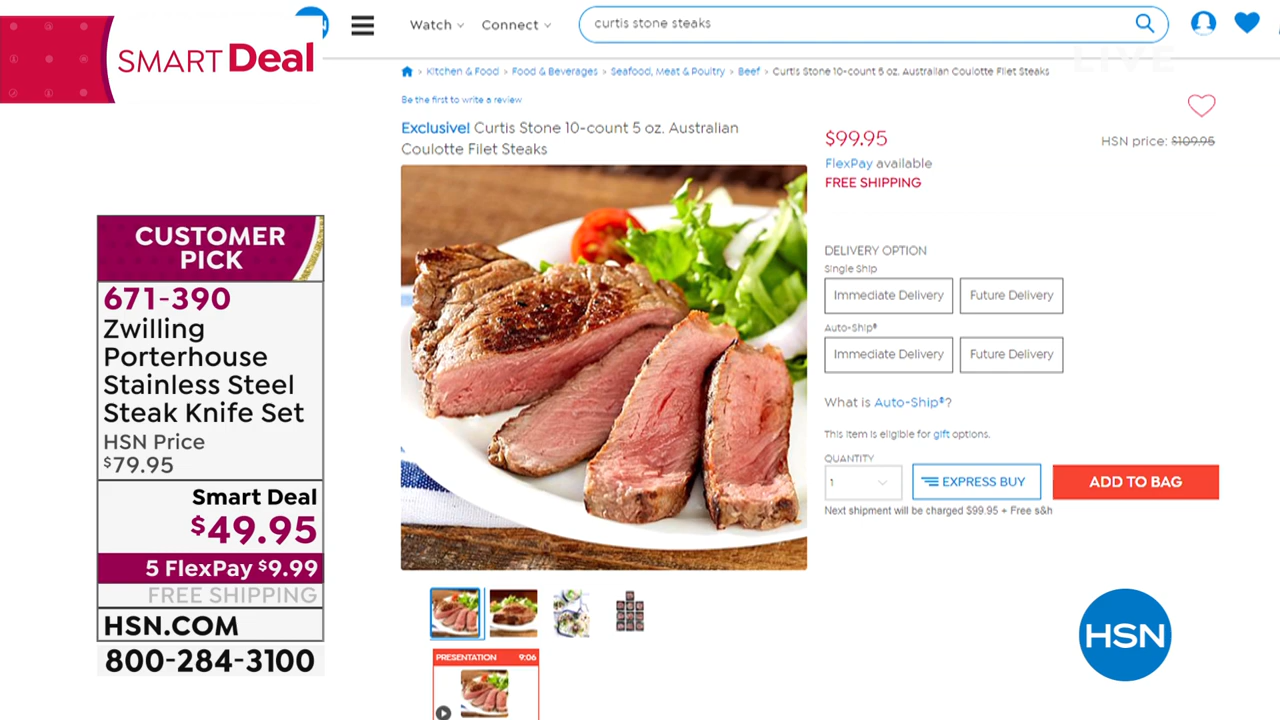 SMART Deal
Watch
Connect
curtis stone steaks
LIVE
> Kitchen & Food > Food & Beverages > Seafood, Meat & Poultry > Beef > Curtis Stone 10-count 5 oz. Australian Coulotte Filet Steaks
Be the first to write a review
Exclusive! Curtis Stone 10-count 5 oz. Australian
Coulotte Filet Steaks
$99.95
HSN price: $109.95
FlexPay available
FREE SHIPPING
DELIVERY OPTION
Single Ship
Immediate Delivery
Future Delivery
Auto-Ship®
Immediate Delivery
Future Delivery
What is Auto-Ship®?
This item is eligible for gift options.
QUANTITY
1
EXPRESS BUY
ADD TO BAG
Next shipment will be charged $99.95 + Free s&h
PRESENTATION 9:06
CUSTOMER
PICK
671-390
Zwilling
Porterhouse
Stainless Steel
Steak Knife Set
HSN Price
$79.95
Smart Deal
$49.95
5 FlexPay $9.99
FREE SHIPPING
HSN.COM
800-284-3100
HSN